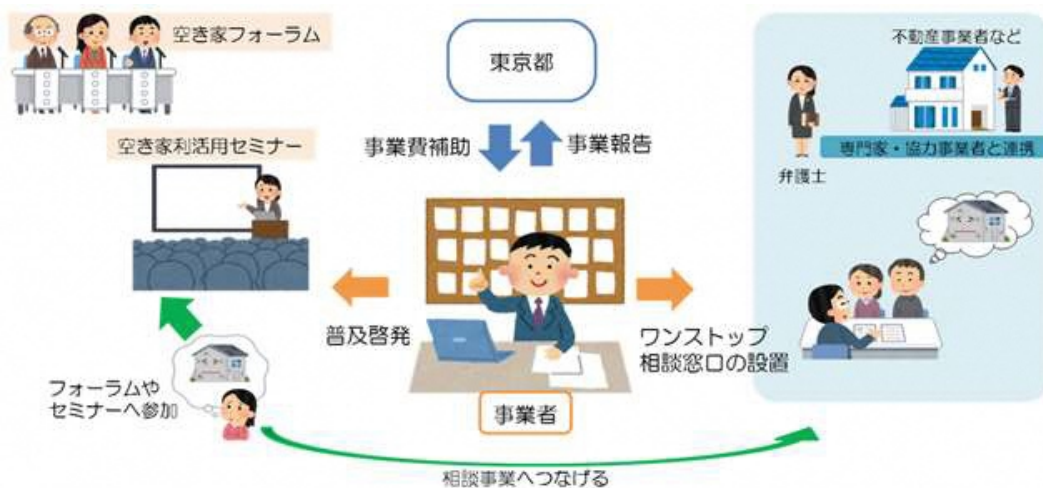 空き家フォーラム
東京都
不動産事業者など
空き家利活用セミナー
事業費補助
事業報告
専門家・協力事業者と連携
弁護士
普及啓発
ワンストップ
相談窓口の設置
フォーラムや
セミナーへ参加
事業者
相談事業へつなげる